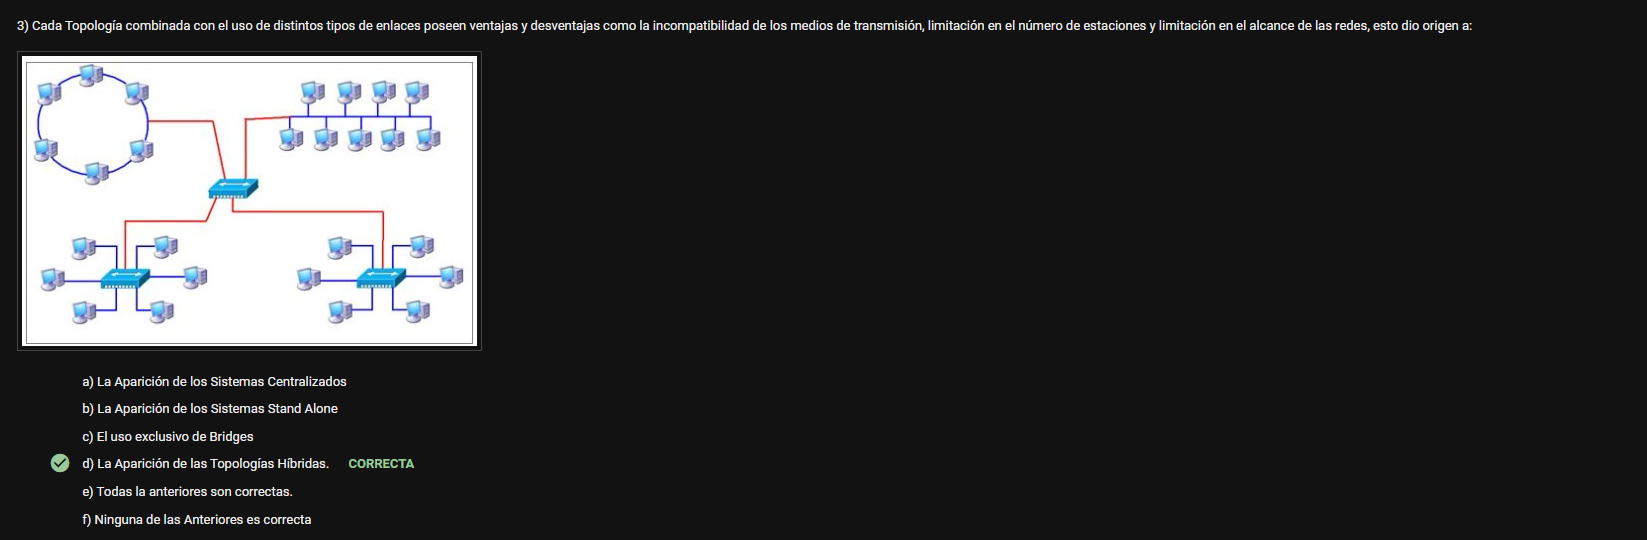 3) Cada Topología combinada con el uso de distintos tipos de enlaces poseen ventajas y desventajas como la incompatibilidad de los medios de transmisión, limitación en el número de estaciones y limitación en el alcance de las redes, esto dio origen a:
a) La Aparición de los Sistemas Centralizados
b) La Aparición de los Sistemas Stand Alone
c) El uso exclusivo de Bridges
d) La Aparición de las Topologías Híbridas. CORRECTA
e) Todas la anteriores son correctas.
f) Ninguna de las Anteriores es correcta